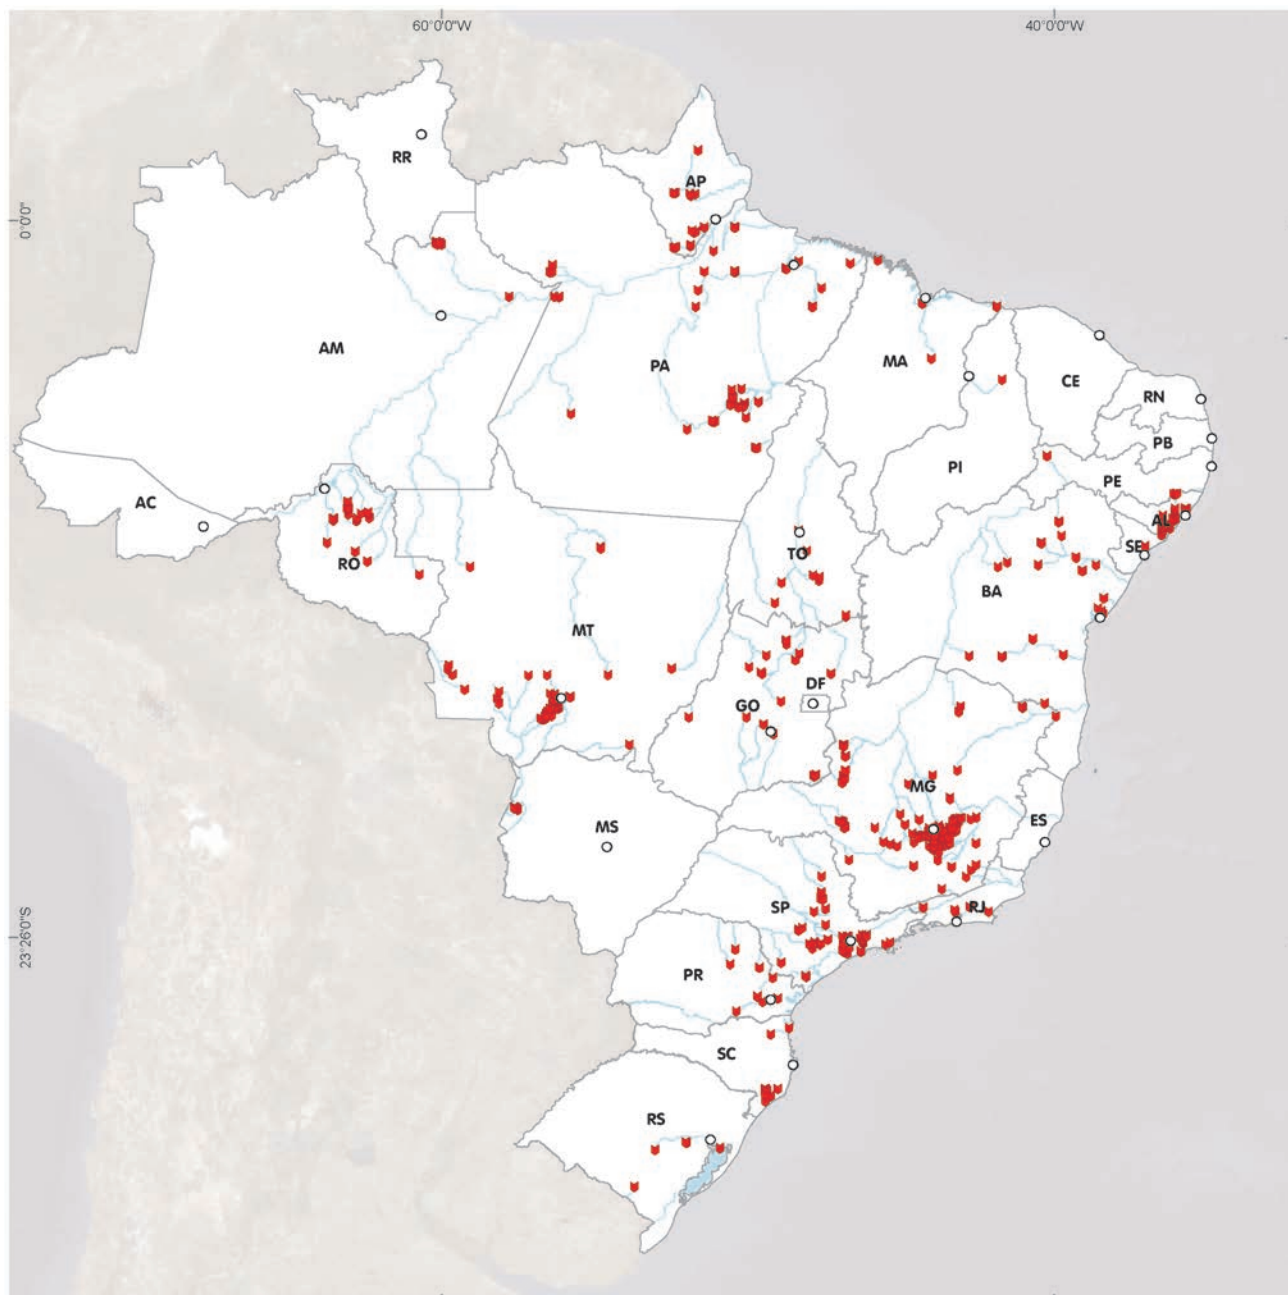 60°0'0"W
40°0'0"W
RR
AP
0°0'0"
AM
PA
MA
CE
RN
PB
PI
PE
AC
AL
SE
TO
RO
BA
MT
DF
GO
MG
MS
ES
SP
RJ
23°26'0"S
PR
SC
RS